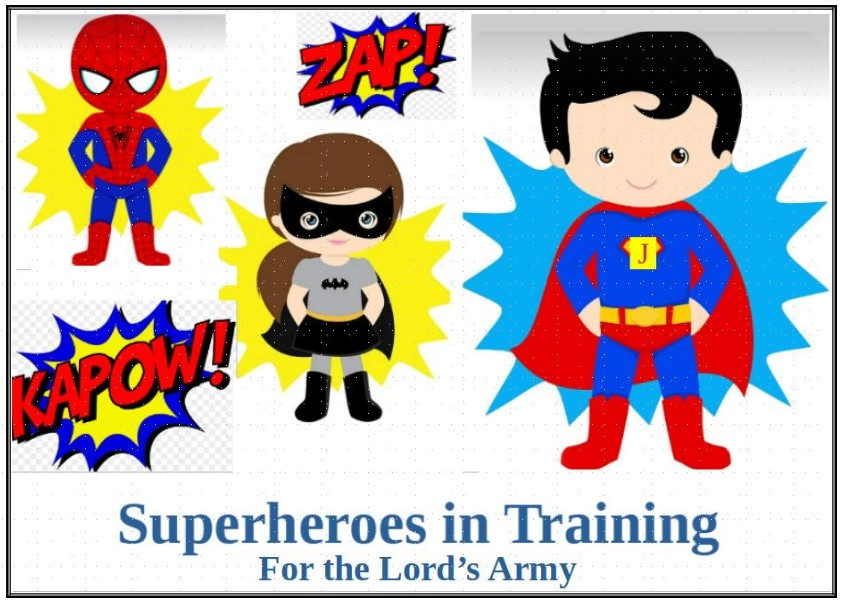 ZAP!
J
KAPOW!
Superheroes in Training
For the Lord's Army